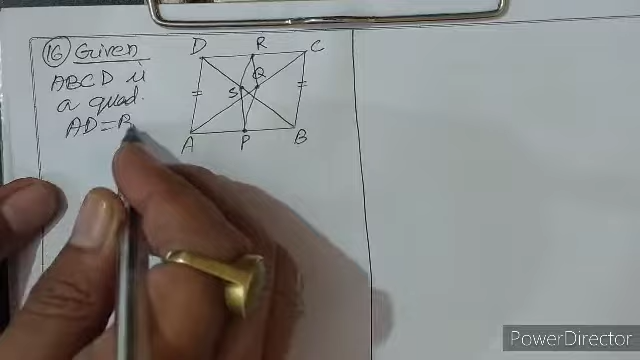 16 Given
ABCD is
a quad.
AD=B
D R C
S Q
A P B
PowerDirector